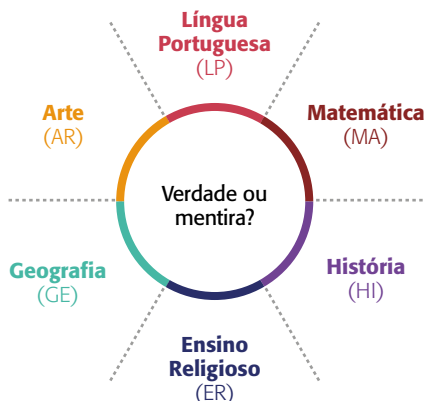 Língua
Portuguesa
(LP)
Arte
(AR)
Matemática
(MA)
Verdade ou
mentira?
Geografia
(GE)
História
(HI)
Ensino
Religioso
(ER)